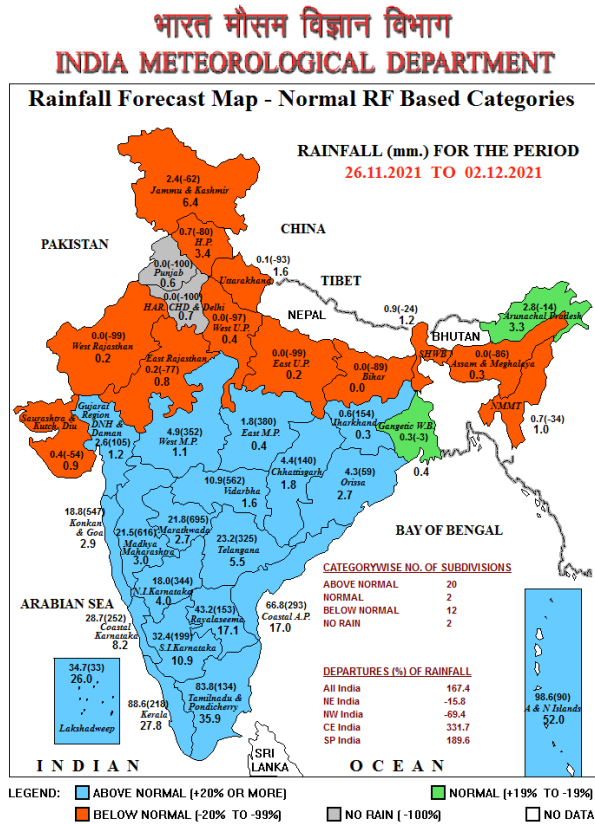 भारत मौसम विज्ञान विभाग
INDIA METEOROLOGICAL DEPARTMENT
Rainfall Forecast Map - Normal RF Based Categories
RAINFALL (mm.) FOR THE PERIOD
26.11.2021 TO 02.12.2021
2.4(-62)
Jammu & Kashmir
6.4
0.7(-80)
H.P.
3.4
CHINA
PAKISTAN
0.0(-100)
Punjab
0.6
0.1(-93)
Uttarakhand
1.6
TIBET
0.0(-100)
HAR. CHD & Delhi
0.7
0.0(-97)
West U.P.
0.4
NEPAL
0.9(-24)
1.2
SHWB
BHUTAN
2.8(-14)
Arunachal Pradesh
3.3
0.0(-99)
West Rajasthan
0.2
East Rajasthan
0.2(-77)
0.8
0.0(-99)
East U.P.
0.2
0.0(-89)
Bihar
0.0
0.0(-86)
Assam & Meghalaya
0.3
NMMT
0.7(-34)
1.0
Saurashtra &
Kutch, Diu
0.4(-54)
0.9
Gujarat
Region
DNH &
Daman
2.6(105)
1.2
4.9(352)
West M.P.
1.1
1.8(380)
East M.P.
0.4
0.6(154)
Jharkhand
0.3
Gangetic W.B.
0.3(-3)
0.4
4.4(140)
Chhattisgarh
1.8
4.3(59)
Orissa
2.7
10.9(562)
Vidarbha
1.6
18.8(547)
Konkan
& Goa
2.9
21.5(616)
Madhya
Maharashtra
3.0
21.8(695)
Marathwada
2.7
23.2(325)
Telangana
5.5
BAY OF BENGAL
CATEGORYWISE NO. OF SUBDIVISIONS
ABOVE NORMAL 20
NORMAL 2
BELOW NORMAL 12
NO RAIN 2
ARABIAN SEA
18.0(344)
N.I.Karnataka
4.0
43.2(153)
Rayalaseema
17.1
66.8(293)
Coastal A.P.
17.0
28.7(252)
Coastal
Karnataka
8.2
32.4(199)
S.I.Karnataka
10.9
DEPARTURES (%) OF RAINFALL
All India 167.4
NE India -15.8
NW India -69.4
CE India 331.7
SP India 189.6
34.7(33)
26.0
Lakshadweep
88.6(218)
Kerala
27.8
83.8(134)
Tamilnadu &
Pondicherry
35.9
98.6(90)
A & N Islands
52.0
SRI
LANKA
INDIAN OCEAN
LEGEND: ABOVE NORMAL (+20% OR MORE) NORMAL (+19% TO -19%)
BELOW NORMAL (-20% TO -99%) NO RAIN (-100%) NO DATA